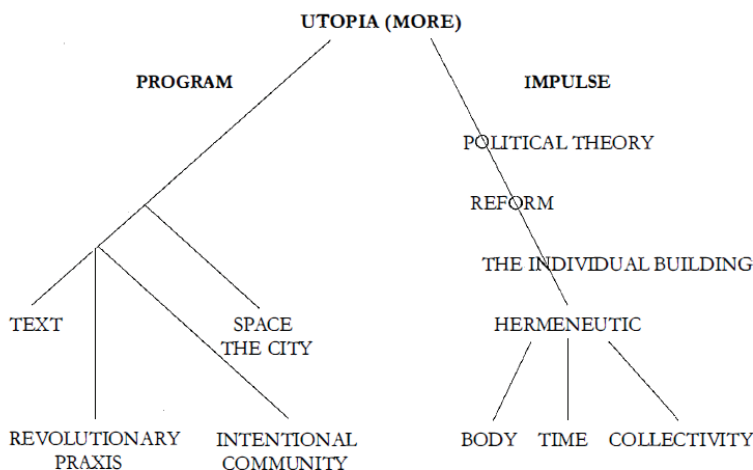 UTOPIA (MORE)
PROGRAM
IMPULSE
POLITICAL THEORY
REFORM
THE INDIVIDUAL BUILDING
TEXT
SPACE
THE CITY
HERMENEUTIC
REVOLUTIONARY
PRAXIS
INTENTIONAL
COMMUNITY
BODY
TIME
COLLECTIVITY